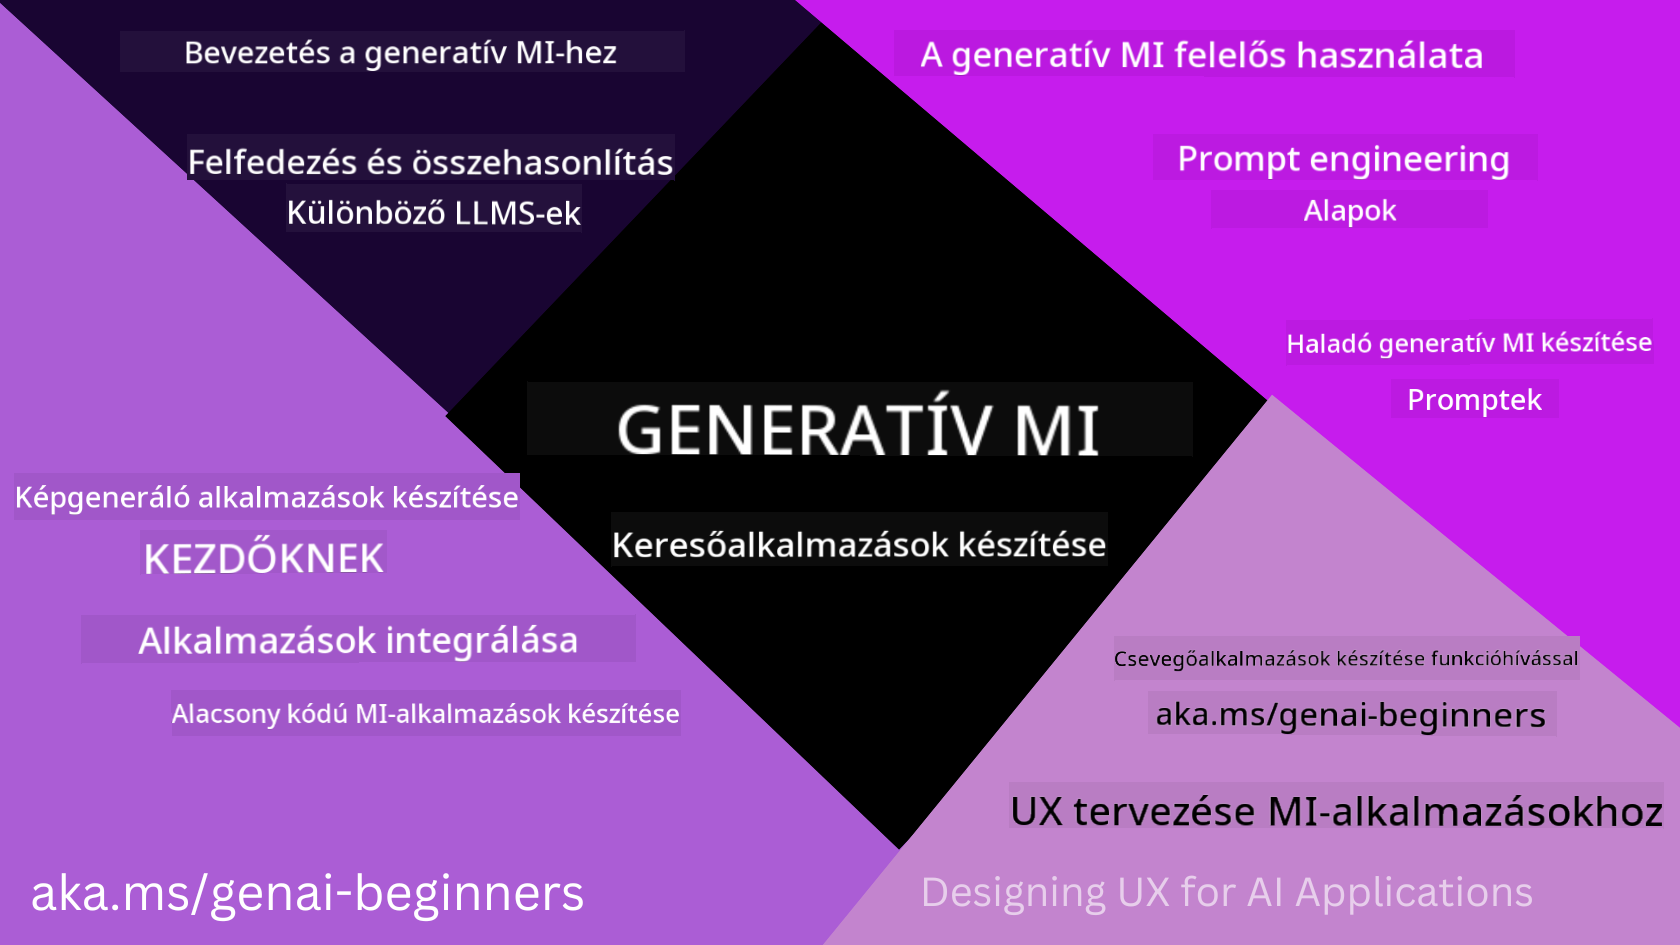 Bevezetés a generatív MI-hez
Felfedezés és összehasonlítás
Különböző LLMS-ek
A generatív MI felelős használata
Prompt engineering
Alapok
Haladó generatív MI készítése
Promptek
GENERATÍV MI
Keresőalkalmazások készítése
Képgeneráló alkalmazások készítése
KEZDŐKNEK
Alkalmazások integrálása
Alacsony kódú MI-alkalmazások készítése
aka.ms/genai-beginners
Csevegőalkalmazások készítése funkcióhívással
aka.ms/genai-beginners
UX tervezése MI-alkalmazásokhoz
Designing UX for AI Applications